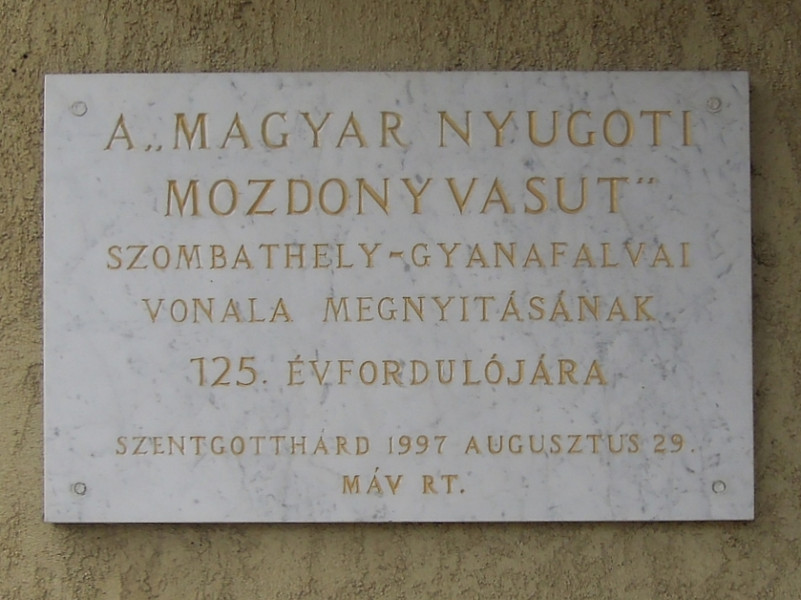 A „MAGYAR NYUGOTI
MOZDONYVASUT”
SZOMBATHELY-GYANAFALVAI
VONALA MEGNYITÁSÁNAK
125. ÉVFORDULÓJÁRA
SZENTGOTTHÁRD 1997 AUGUSZTUS 29.
MÁV RT.